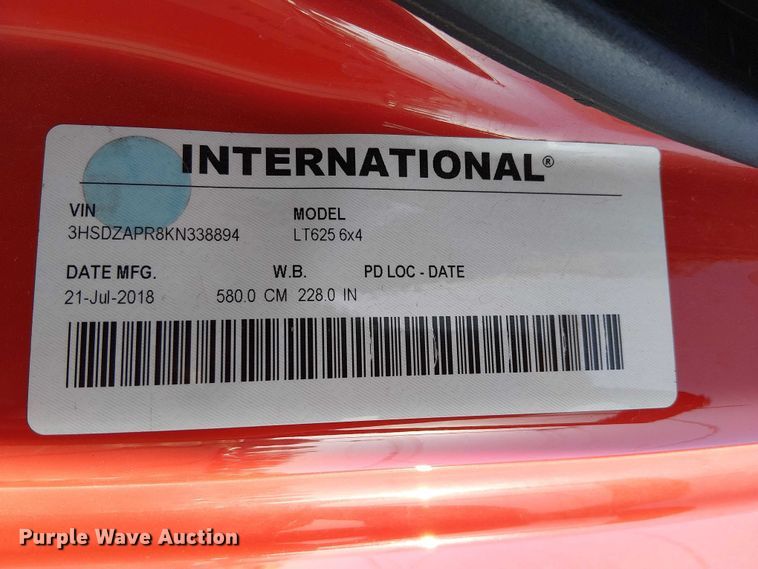 INTERNATIONAL®
VIN MODEL
3HSDZAPR8KN338894 LT625 6x4
DATE MFG. W.B. PD LOC - DATE
21-Jul-2018 580.0 CM 228.0 IN
Purple Wave Auction